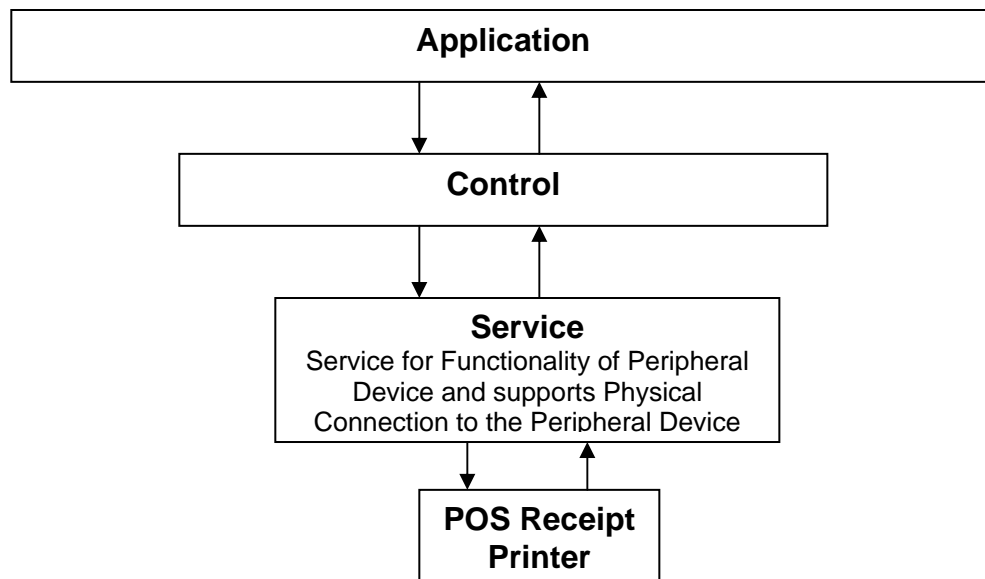 Application
Control
Service
Service for Functionality of Peripheral
Device and supports Physical
Connection to the Peripheral Device
POS Receipt
Printer